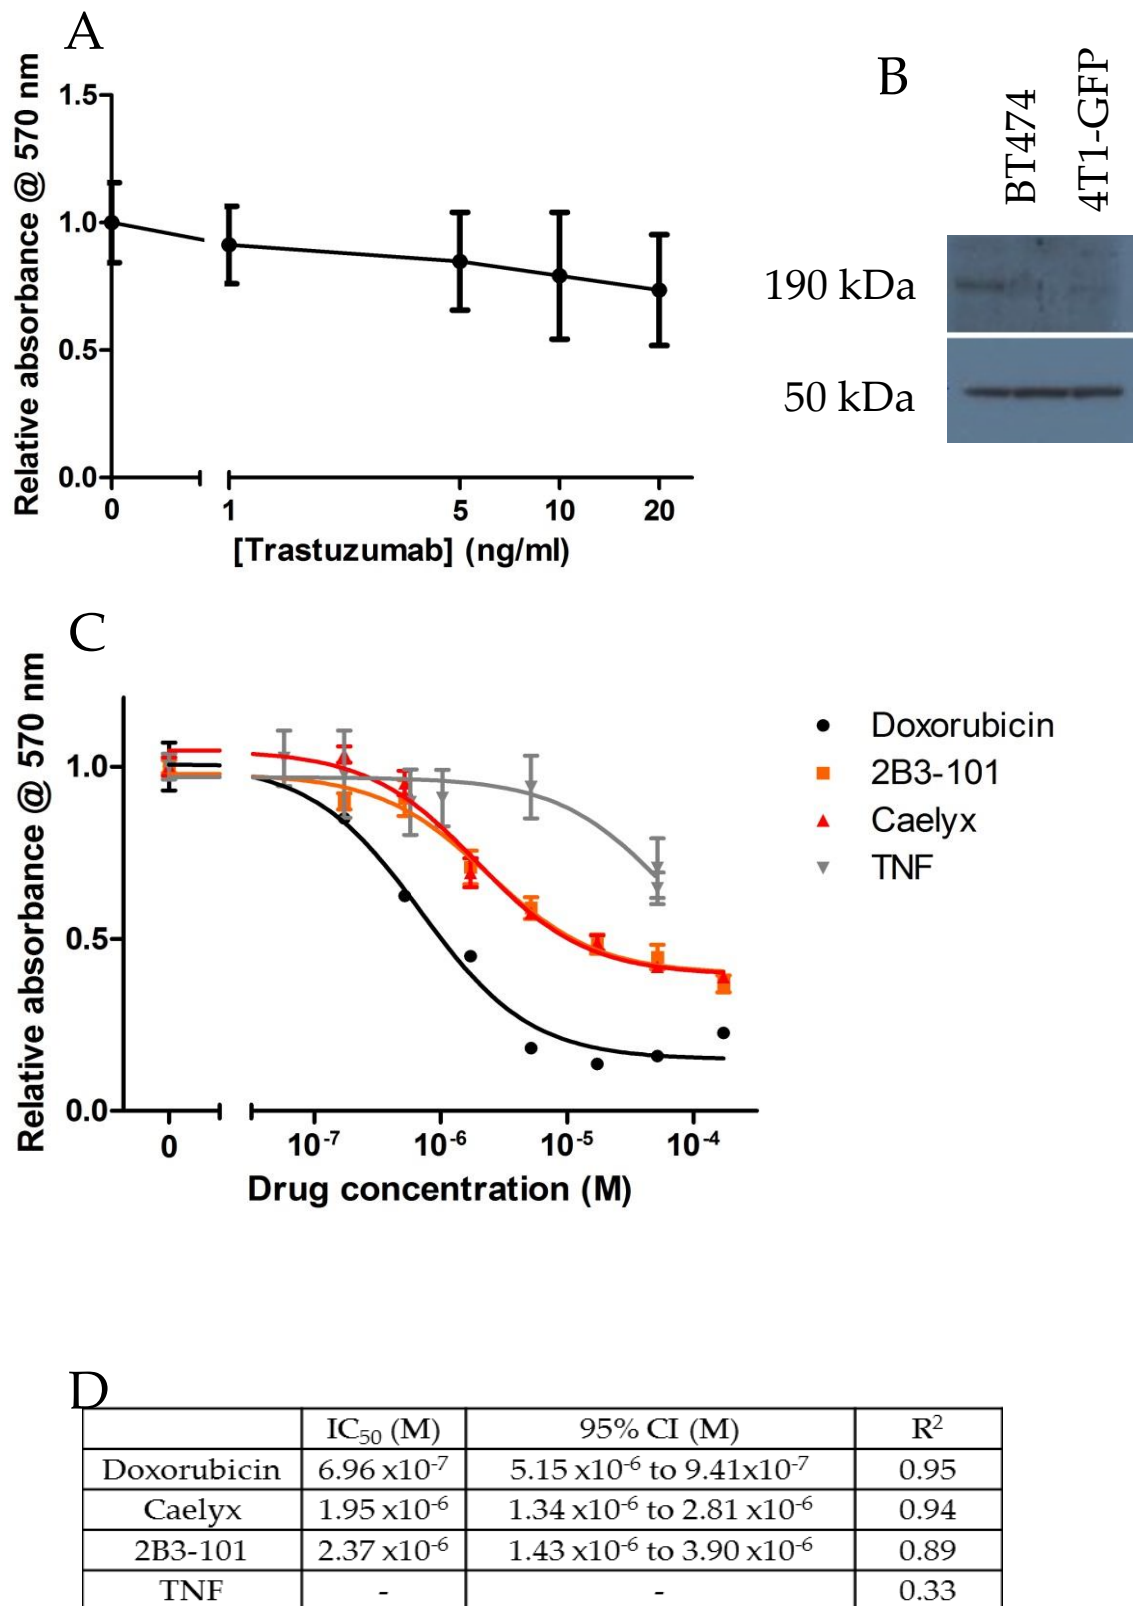 A
Relative absorbance @ 570 nm
1.5
1.0
0.5
0.0
0 1 5 10 20
[Trastuzumab] (ng/ml)
B
BT474
4T1-GFP
190 kDa
50 kDa
C
Relative absorbance @ 570 nm
1.0
0.5
0.0
0 10⁻⁷ 10⁻⁶ 10⁻⁵ 10⁻⁴
Drug concentration (M)
Doxorubicin
2B3-101
Caelyx
TNF
D
IC₅₀ (M) 95% CI (M) R²
Doxorubicin 6.96 x10⁻⁷ 5.15 x10⁻⁶ to 9.41x10⁻⁷ 0.95
Caelyx 1.95 x10⁻⁶ 1.34 x10⁻⁶ to 2.81 x10⁻⁶ 0.94
2B3-101 2.37 x10⁻⁶ 1.43 x10⁻⁶ to 3.90 x10⁻⁶ 0.89
TNF - - 0.33